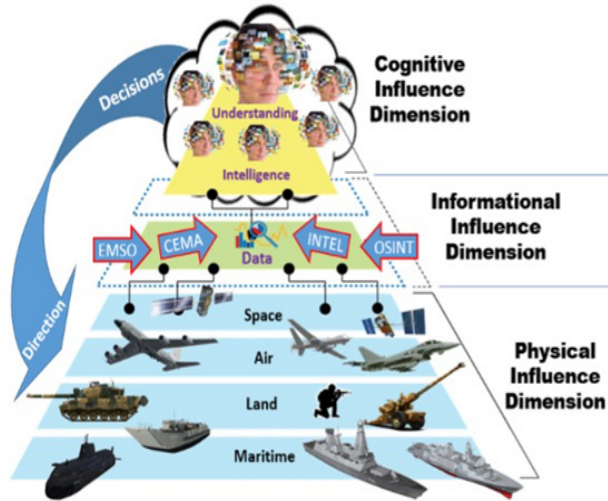 Decisions
Understanding
Intelligence
Cognitive
Influence
Dimension
EMSO
CEMA
Data
INTEL
OSINT
Informational
Influence
Dimension
Direction
Space
Air
Land
Maritime
Physical
Influence
Dimension